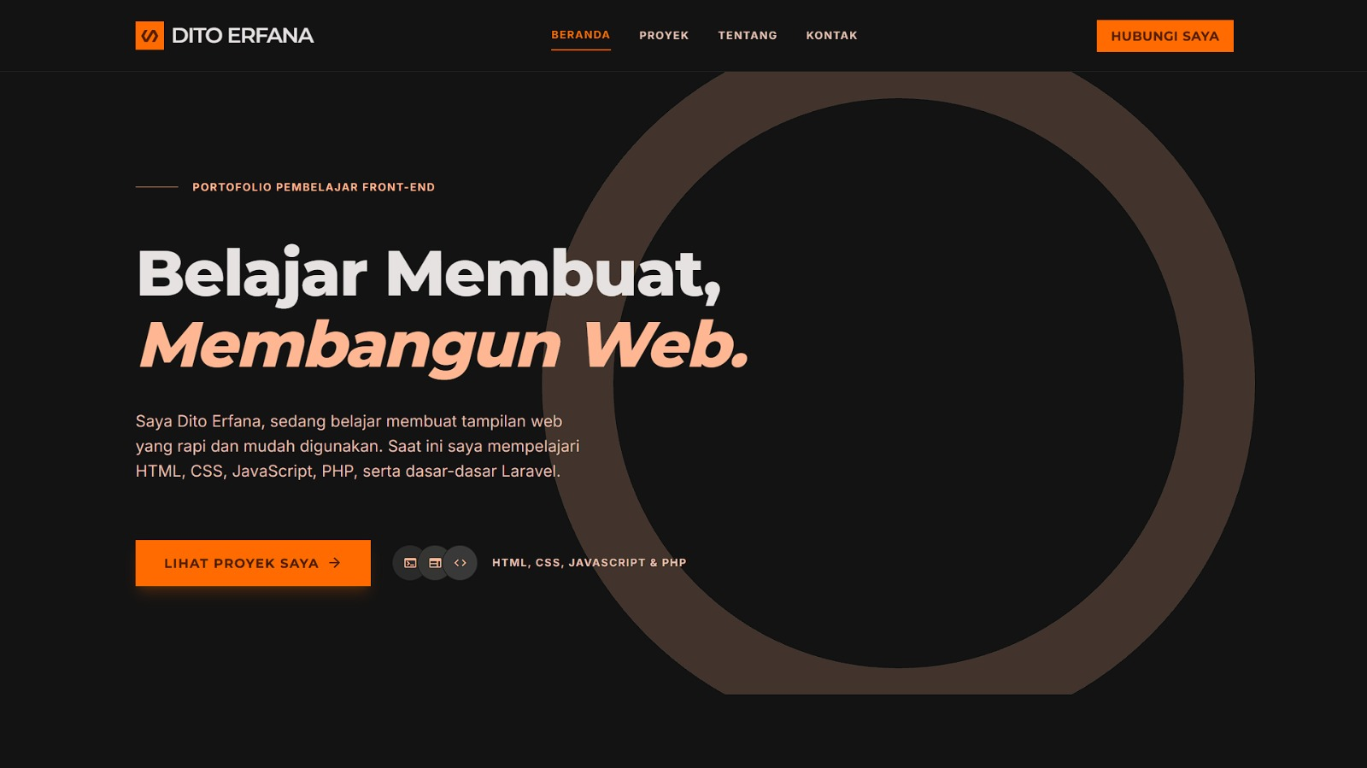 DITO ERFANA
BERANDA
PROYEK
TENTANG
KONTAK
HUBUNGI SAYA
PORTOFOLIO PEMBELAJAR FRONT-END
Belajar Membuat,
Membangun Web.
Saya Dito Erfana, sedang belajar membuat tampilan web
yang rapi dan mudah digunakan. Saat ini saya mempelajari
HTML, CSS, JavaScript, PHP, serta dasar-dasar Laravel.
LIHAT PROYEK SAYA →
HTML, CSS, JAVASCRIPT & PHP